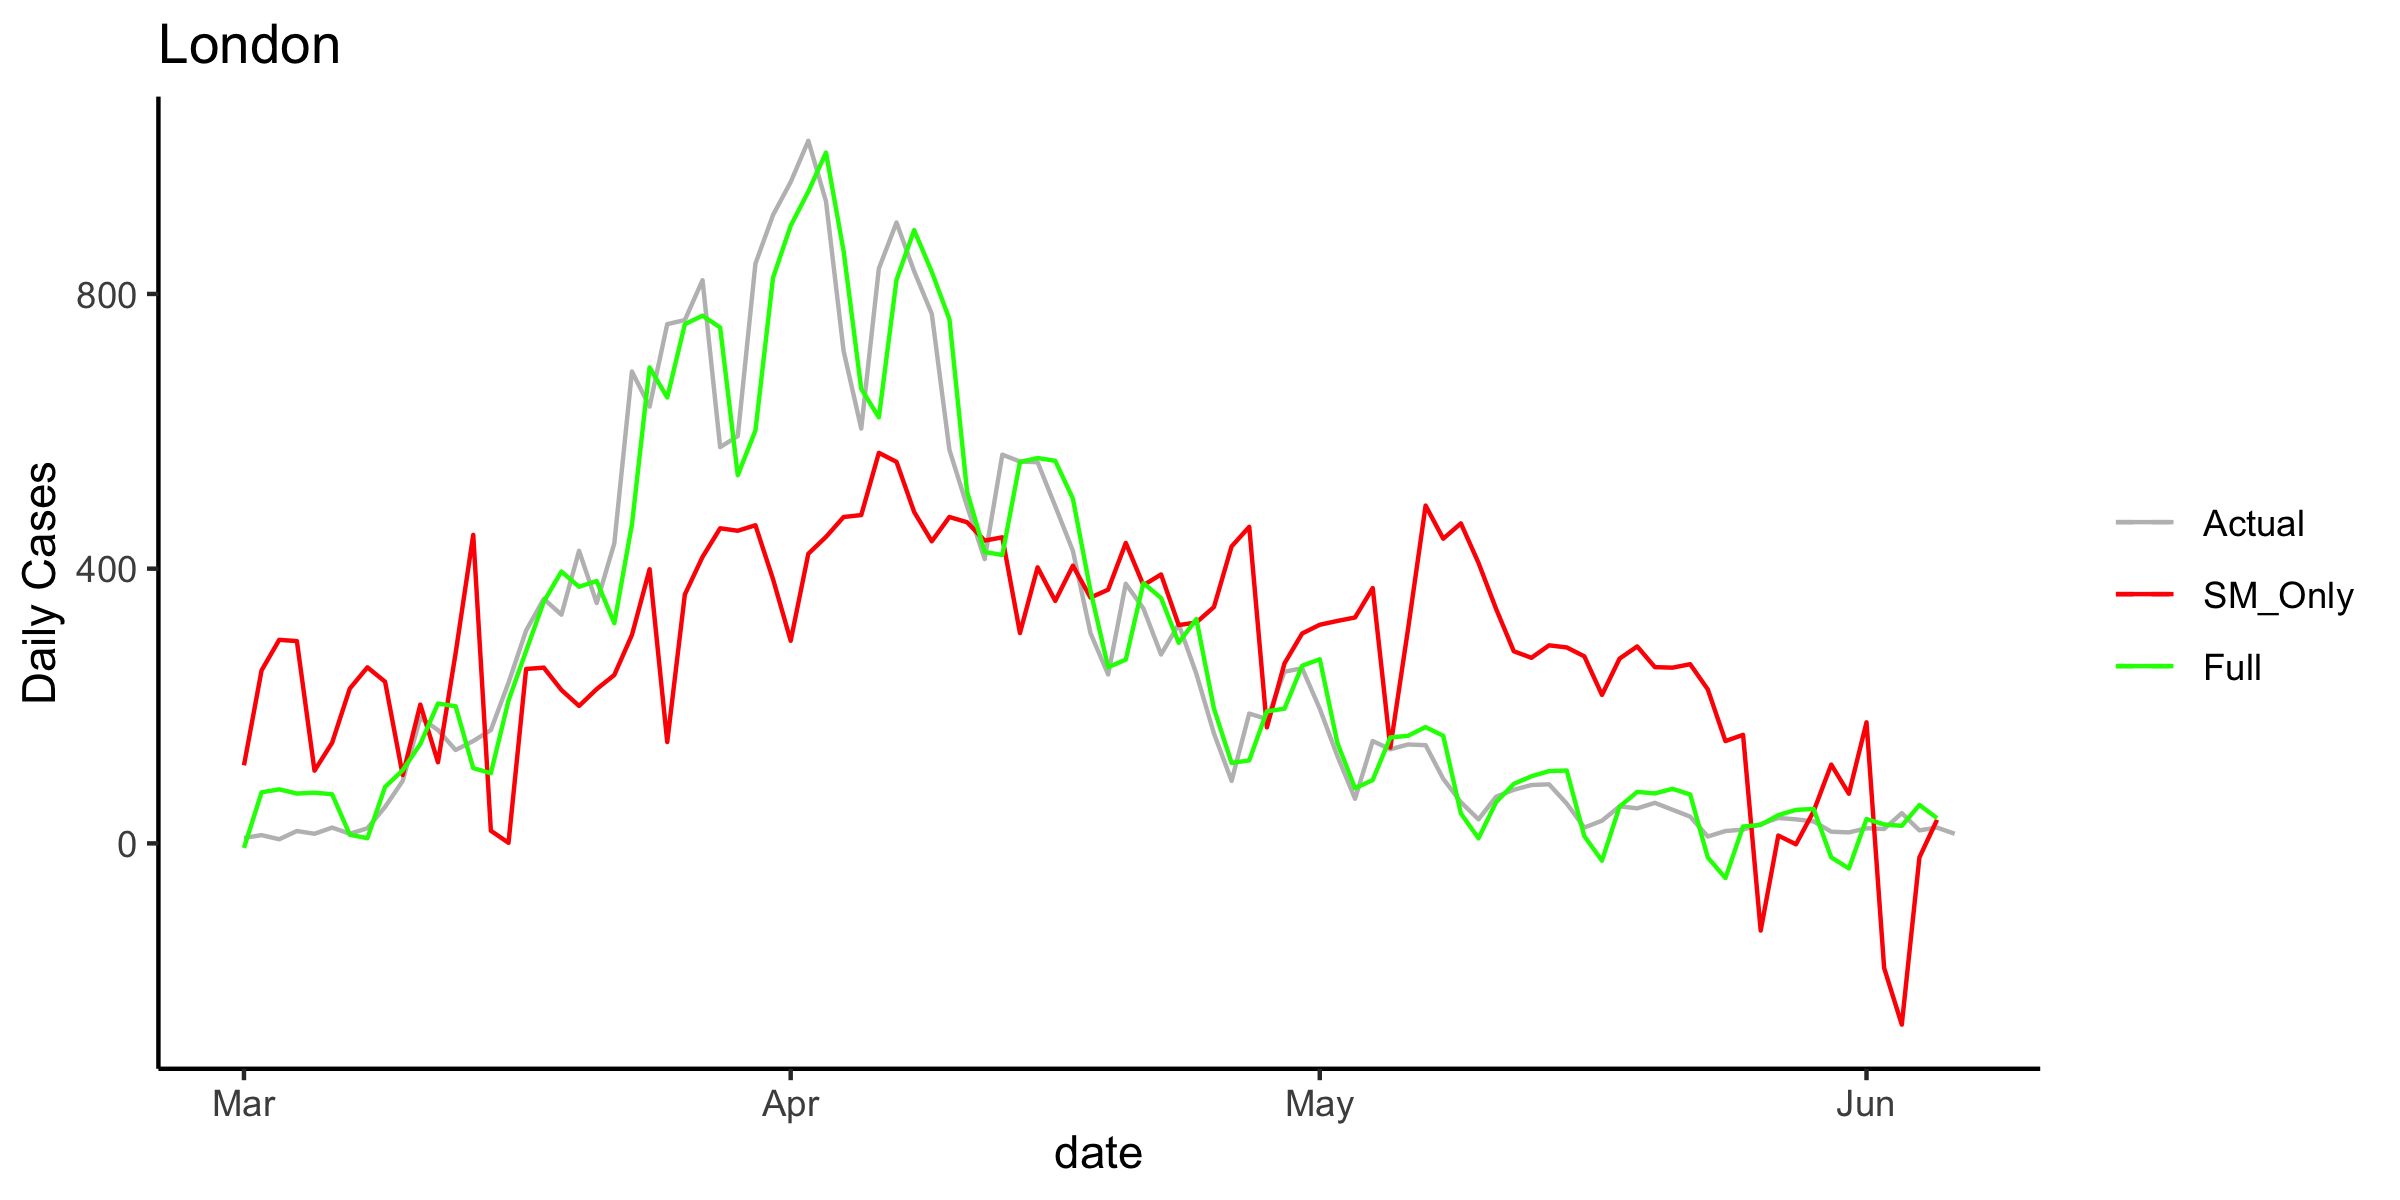 London
Daily Cases
800
400
0
Mar
Apr
May
Jun
date
Actual
SM_Only
Full